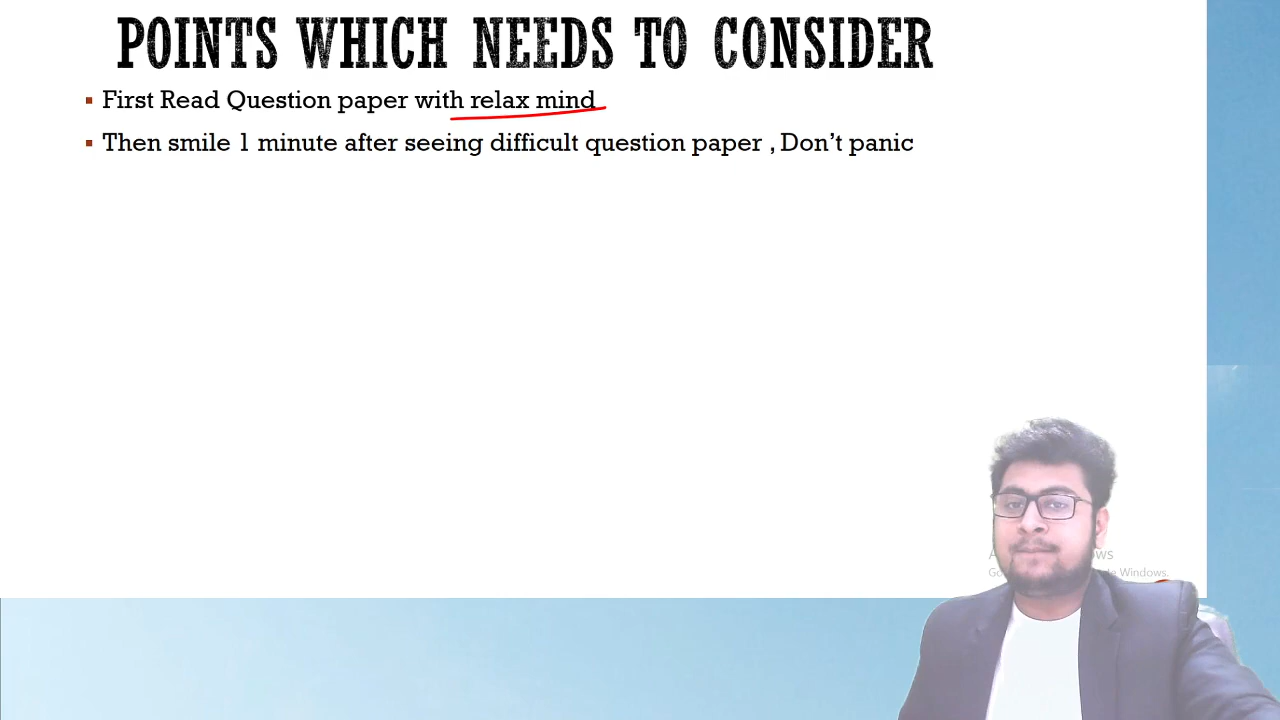 POINTS WHICH NEEDS TO CONSIDER
First Read Question paper with relax mind
Then smile 1 minute after seeing difficult question paper , Don't panic
Windows.